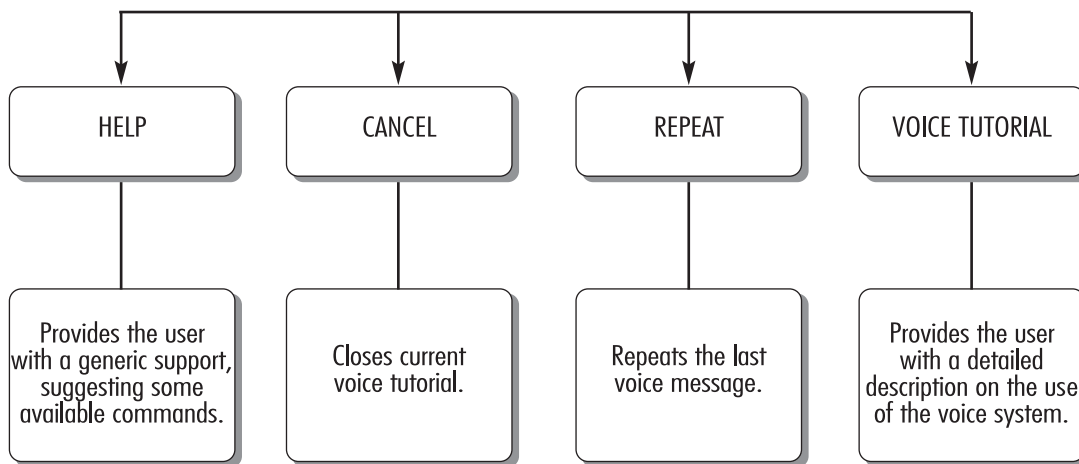 HELP
CANCEL
REPEAT
VOICE TUTORIAL
Provides the user
with a generic support,
suggesting some
available commands.
Closes current
voice tutorial.
Repeats the last
voice message.
Provides the user
with a detailed
description on the use
of the voice system.